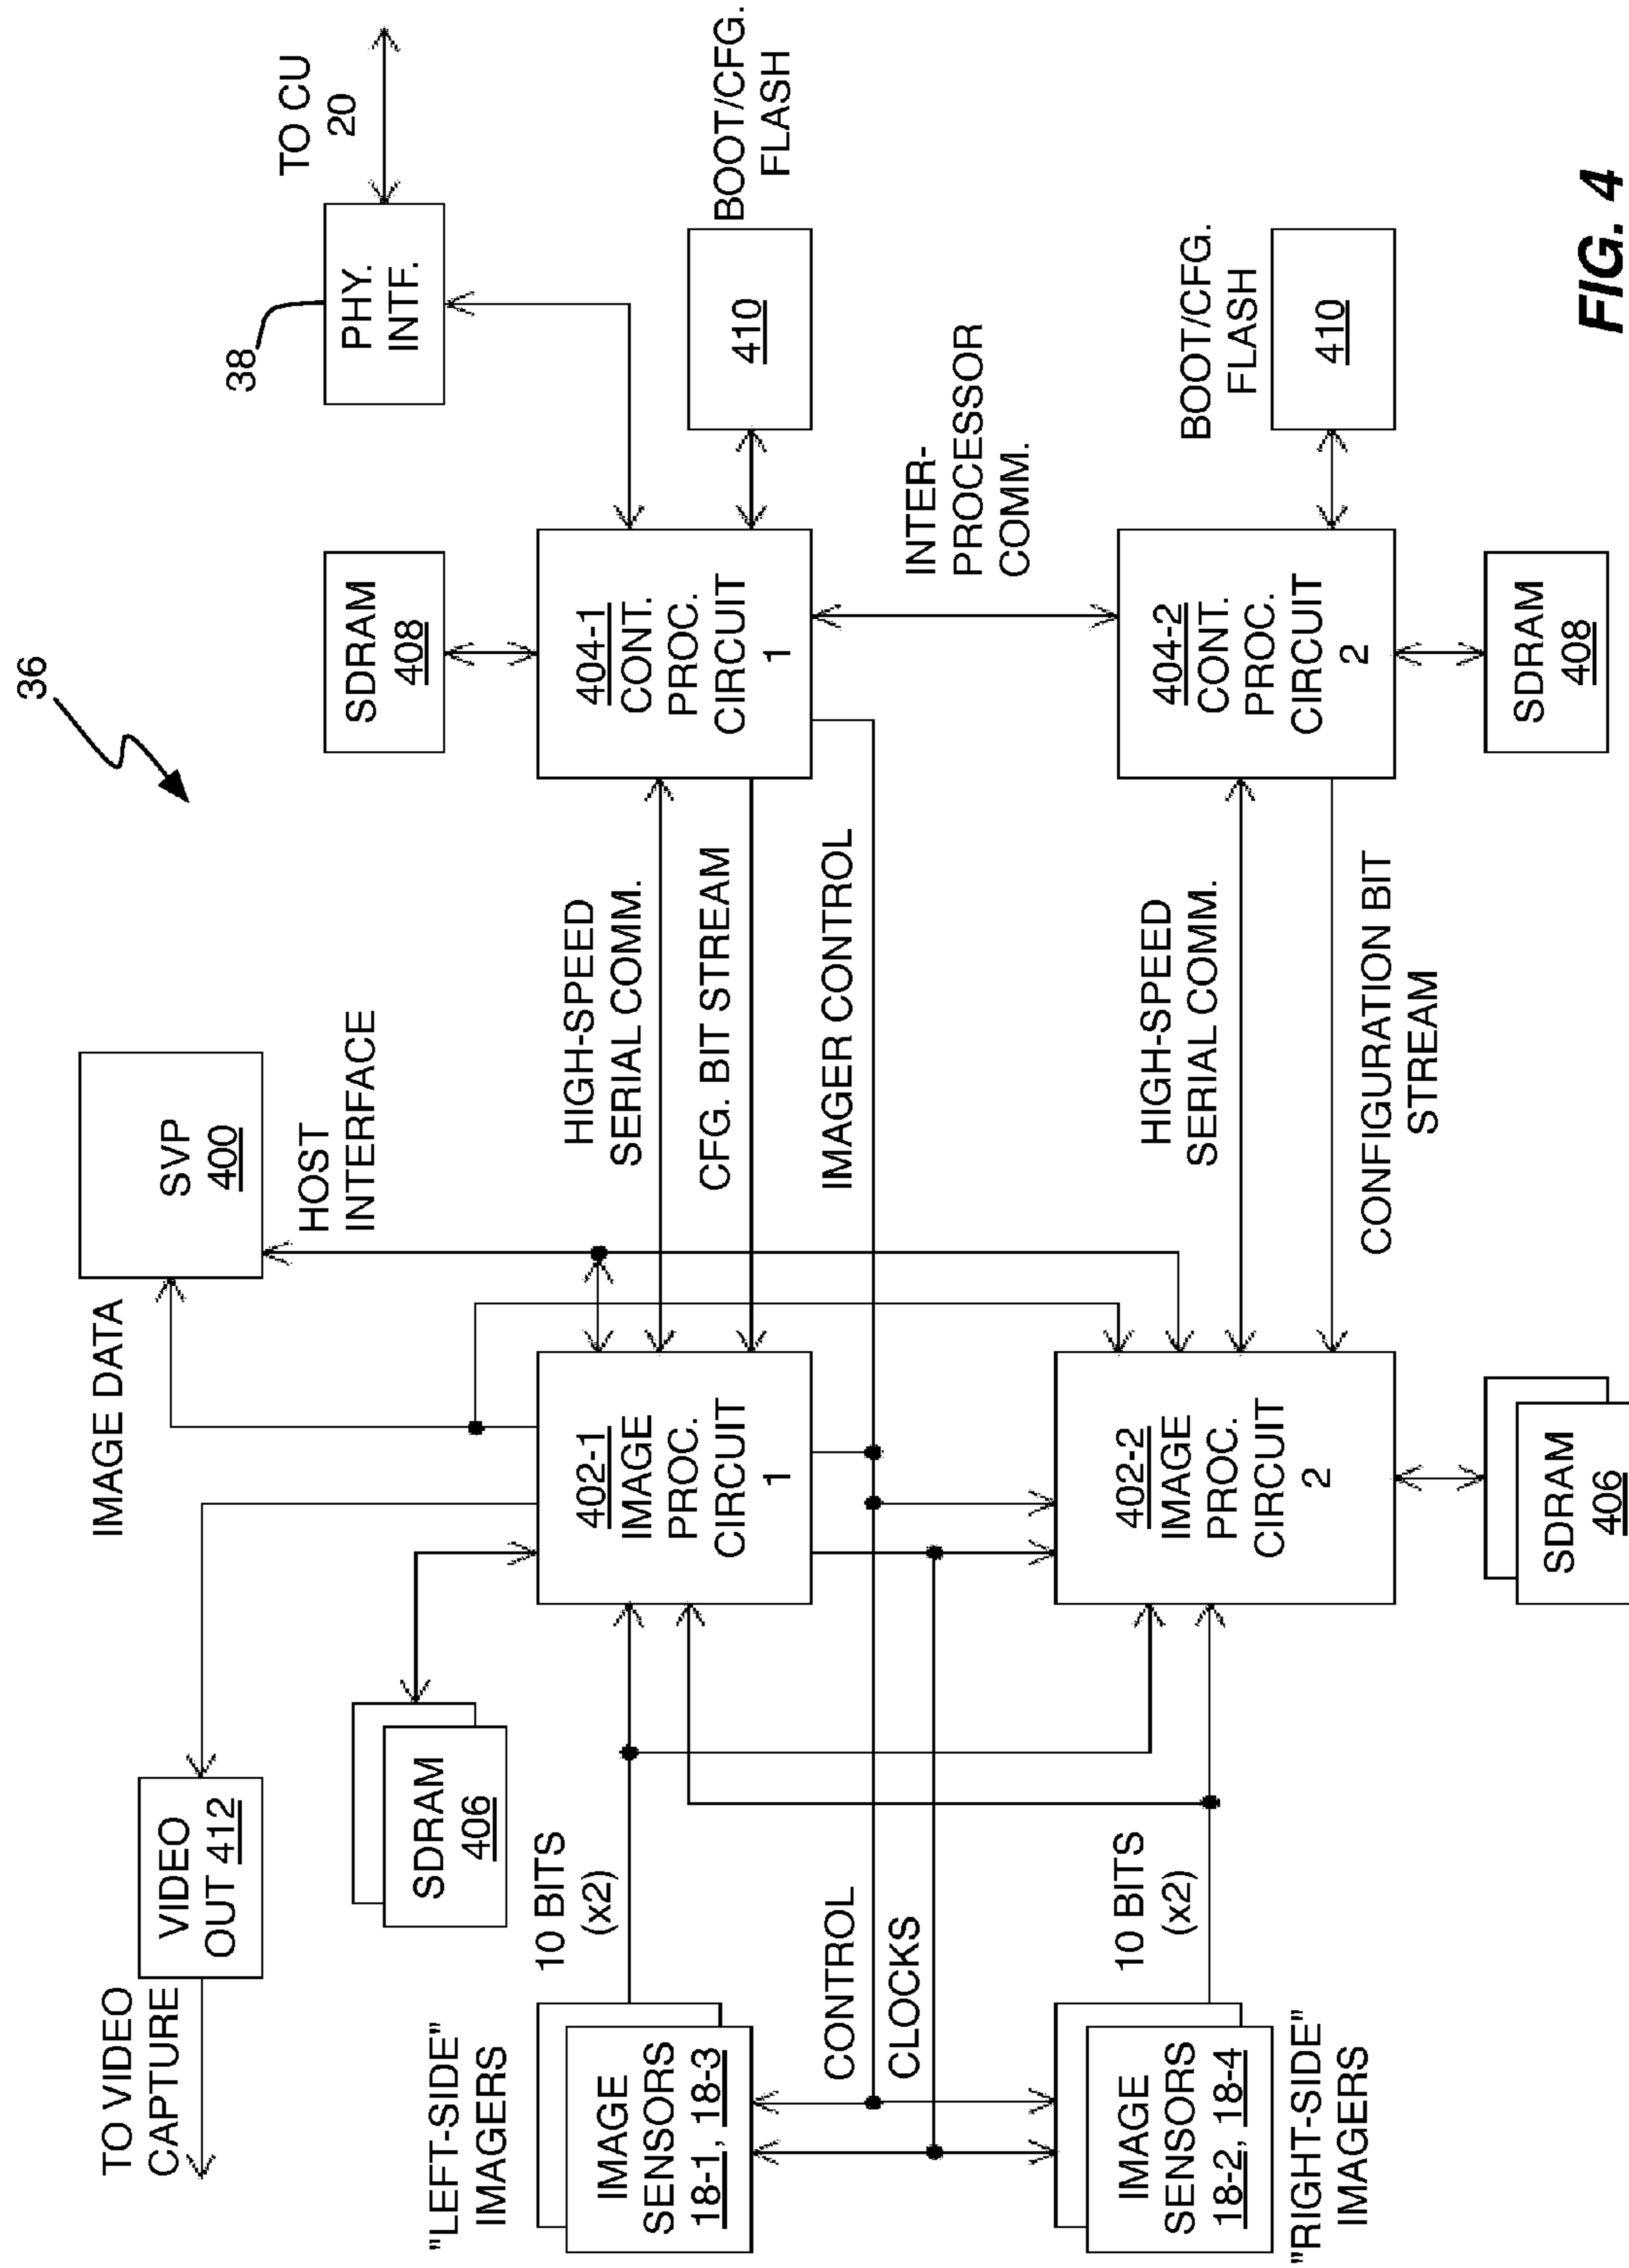 36
TO VIDEO
CAPTURE
VIDEO
OUT 412
IMAGE DATA
SVP
400
HOST
INTERFACE
TO CU
20
38
PHY.
INTF.
SDRAM
406
SDRAM
408
"LEFT-SIDE"
IMAGERS
IMAGE
SENSORS
18-1, 18-3
10 BITS
(x2)
402-1
IMAGE
PROC.
CIRCUIT
1
HIGH-SPEED
SERIAL COMM.
CFG. BIT STREAM
IMAGER CONTROL
404-1
CONT.
PROC.
CIRCUIT
1
BOOT/CFG.
FLASH
410
CONTROL
CLOCKS
INTER-
PROCESSOR
COMM.
IMAGE
SENSORS
18-2, 18-4
"RIGHT-SIDE"
IMAGERS
10 BITS
(x2)
402-2
IMAGE
PROC.
CIRCUIT
2
HIGH-SPEED
SERIAL COMM.
CONFIGURATION BIT
STREAM
404-2
CONT.
PROC.
CIRCUIT
2
BOOT/CFG.
FLASH
410
SDRAM
406
SDRAM
408
FIG. 4